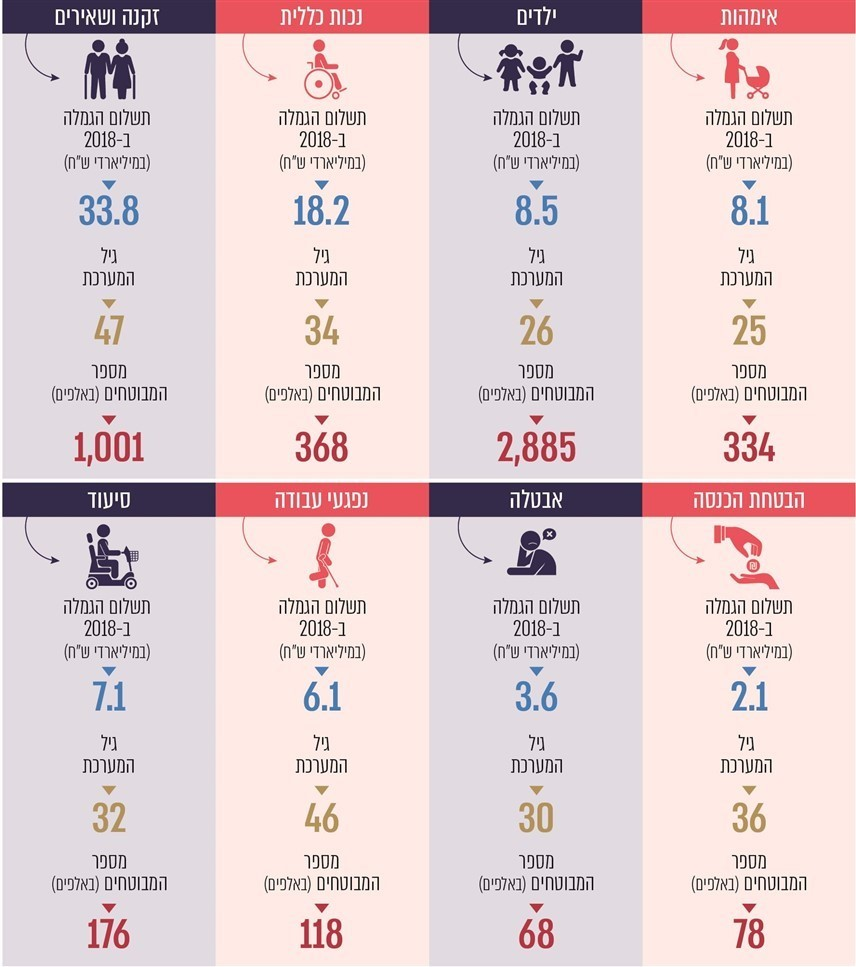 אימהות
תשלום הגמלה
ב-2018
(במיליארדי ש"ח)
8.1
גיל
המערכת
25
מספר
המבוטחים (באלפים)
334
ילדים
תשלום הגמלה
ב-2018
(במיליארדי ש"ח)
8.5
גיל
המערכת
26
מספר
המבוטחים (באלפים)
2,885
נכות כללית
תשלום הגמלה
ב-2018
(במיליארדי ש"ח)
18.2
גיל
המערכת
34
מספר
המבוטחים (באלפים)
368
זקנה ושאירים
תשלום הגמלה
ב-2018
(במיליארדי ש"ח)
33.8
גיל
המערכת
47
מספר
המבוטחים (באלפים)
1,001
הבטחת הכנסה
₪
תשלום הגמלה
ב-2018
(במיליארדי ש"ח)
2.1
גיל
המערכת
36
מספר
המבוטחים (באלפים)
78
אבטלה
תשלום הגמלה
ב-2018
(במיליארדי ש"ח)
3.6
גיל
המערכת
30
מספר
המבוטחים (באלפים)
68
נפגעי עבודה
תשלום הגמלה
ב-2018
(במיליארדי ש"ח)
6.1
גיל
המערכת
46
מספר
המבוטחים (באלפים)
118
סיעוד
תשלום הגמלה
ב-2018
(במיליארדי ש"ח)
7.1
גיל
המערכת
32
מספר
המבוטחים (באלפים)
176